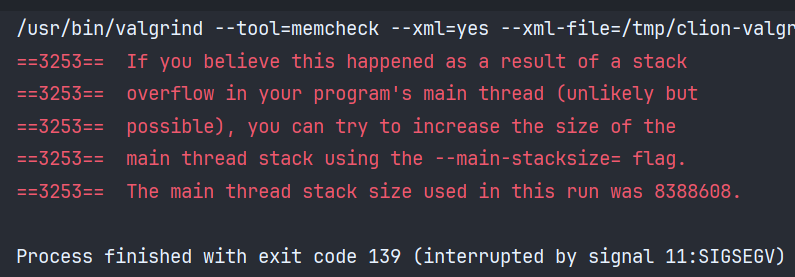 /usr/bin/valgrind --tool=memcheck --xml=yes --xml-file=/tmp/clion-valgr
==3253==  If you believe this happened as a result of a stack
==3253==  overflow in your program's main thread (unlikely but
==3253==  possible), you can try to increase the size of the
==3253==  main thread stack using the --main-stacksize= flag.
==3253==  The main thread stack size used in this run was 8388608.
Process finished with exit code 139 (interrupted by signal 11:SIGSEGV)